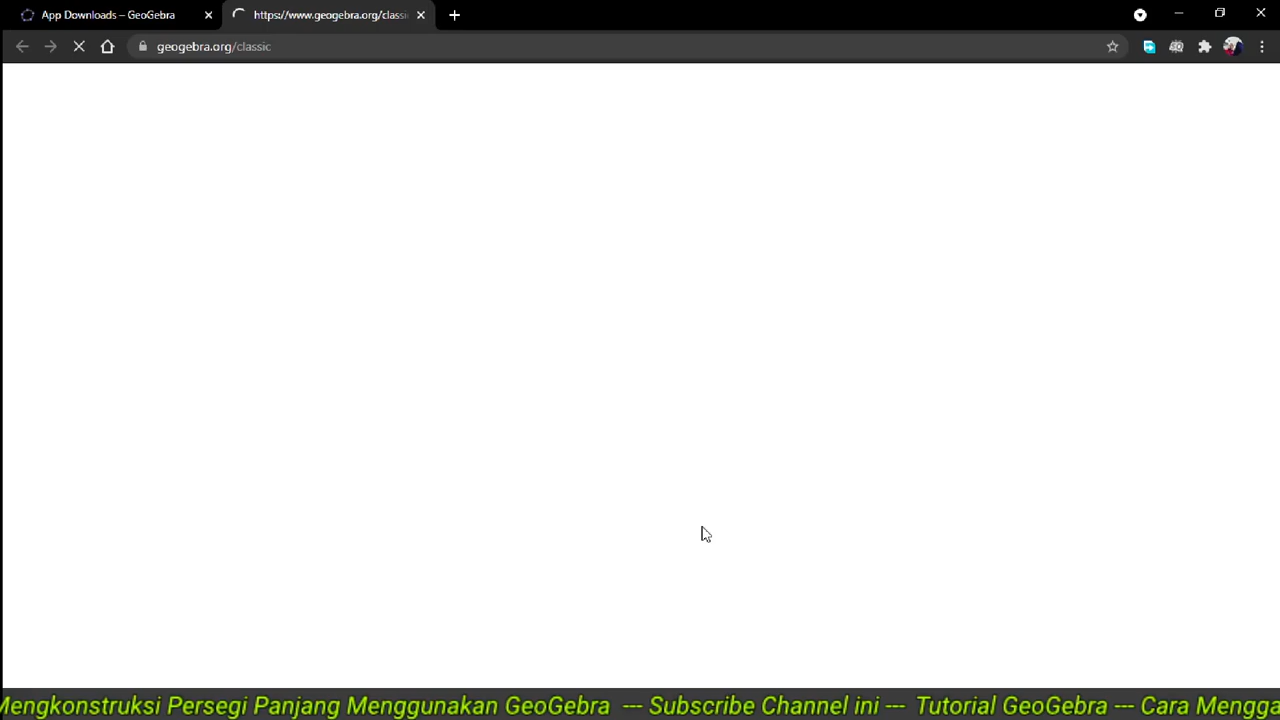 App Downloads – GeoGebra
https://www.geogebra.org/classi
geogebra.org/classic
Mengkonstruksi Persegi Panjang Menggunakan GeoGebra --- Subscribe Channel ini --- Tutorial GeoGebra --- Cara Mengga